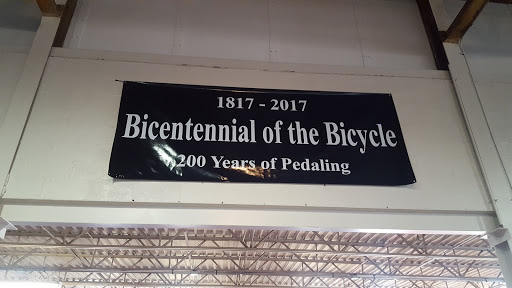 1817 - 2017
Bicentennial of the Bicycle
200 Years of Pedaling